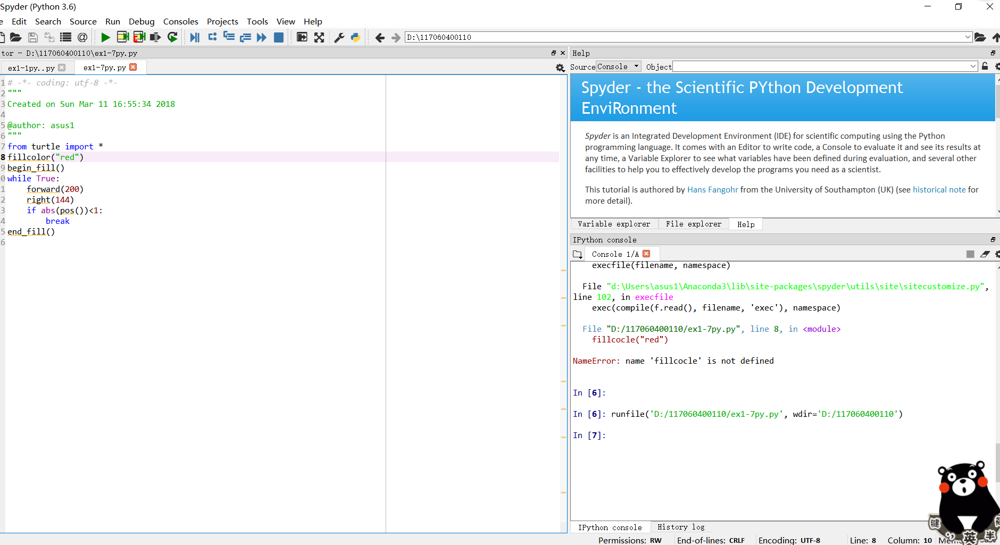 Spyder (Python 3.6)
e Edit Search Source Run Debug Consoles Projects Tools View Help
D:\117060400110
tor - D:\117060400110\ex1-7py.py
ex1-1py..py ex1-7py.py
1 # -*- coding: utf-8 -*-
2 """
3 Created on Sun Mar 11 16:55:34 2018
4
5 @author: asus1
6 """
7 from turtle import *
8 fillcolor("red")
9 begin_fill()
0 while True:
1 forward(200)
2 right(144)
3 if abs(pos())<1:
4 break
5 end_fill()
6
Help
Source Console Object
Spyder - the Scientific PYthon Development
EnviRonment
Spyder is an Integrated Development Environment (IDE) for scientific computing using the Python
programming language. It comes with an Editor to write code, a Console to evaluate it and see its results at
any time, a Variable Explorer to see what variables have been defined during evaluation, and several other
facilities to help you to effectively develop the programs you need as a scientist.
This tutorial is authored by Hans Fangohr from the University of Southampton (UK) (see historical note for
more detail).
Variable explorer File explorer Help
IPython console
Console 1/A
execfile(filename, namespace)
File "d:\Users\asus1\Anaconda3\lib\site-packages\spyder\utils\site\sitecustomize.py",
line 102, in execfile
exec(compile(f.read(), filename, 'exec'), namespace)
File "D:/117060400110/ex1-7py.py", line 8, in <module>
fillcocle("red")
NameError: name 'fillcocle' is not defined
In [6]:
In [6]: runfile('D:/117060400110/ex1-7py.py', wdir='D:/117060400110')
In [7]:
IPython console History log
键 英 半 简
Permissions: RW End-of-lines: CRLF Encoding: UTF-8 Line: 8 Column: 10